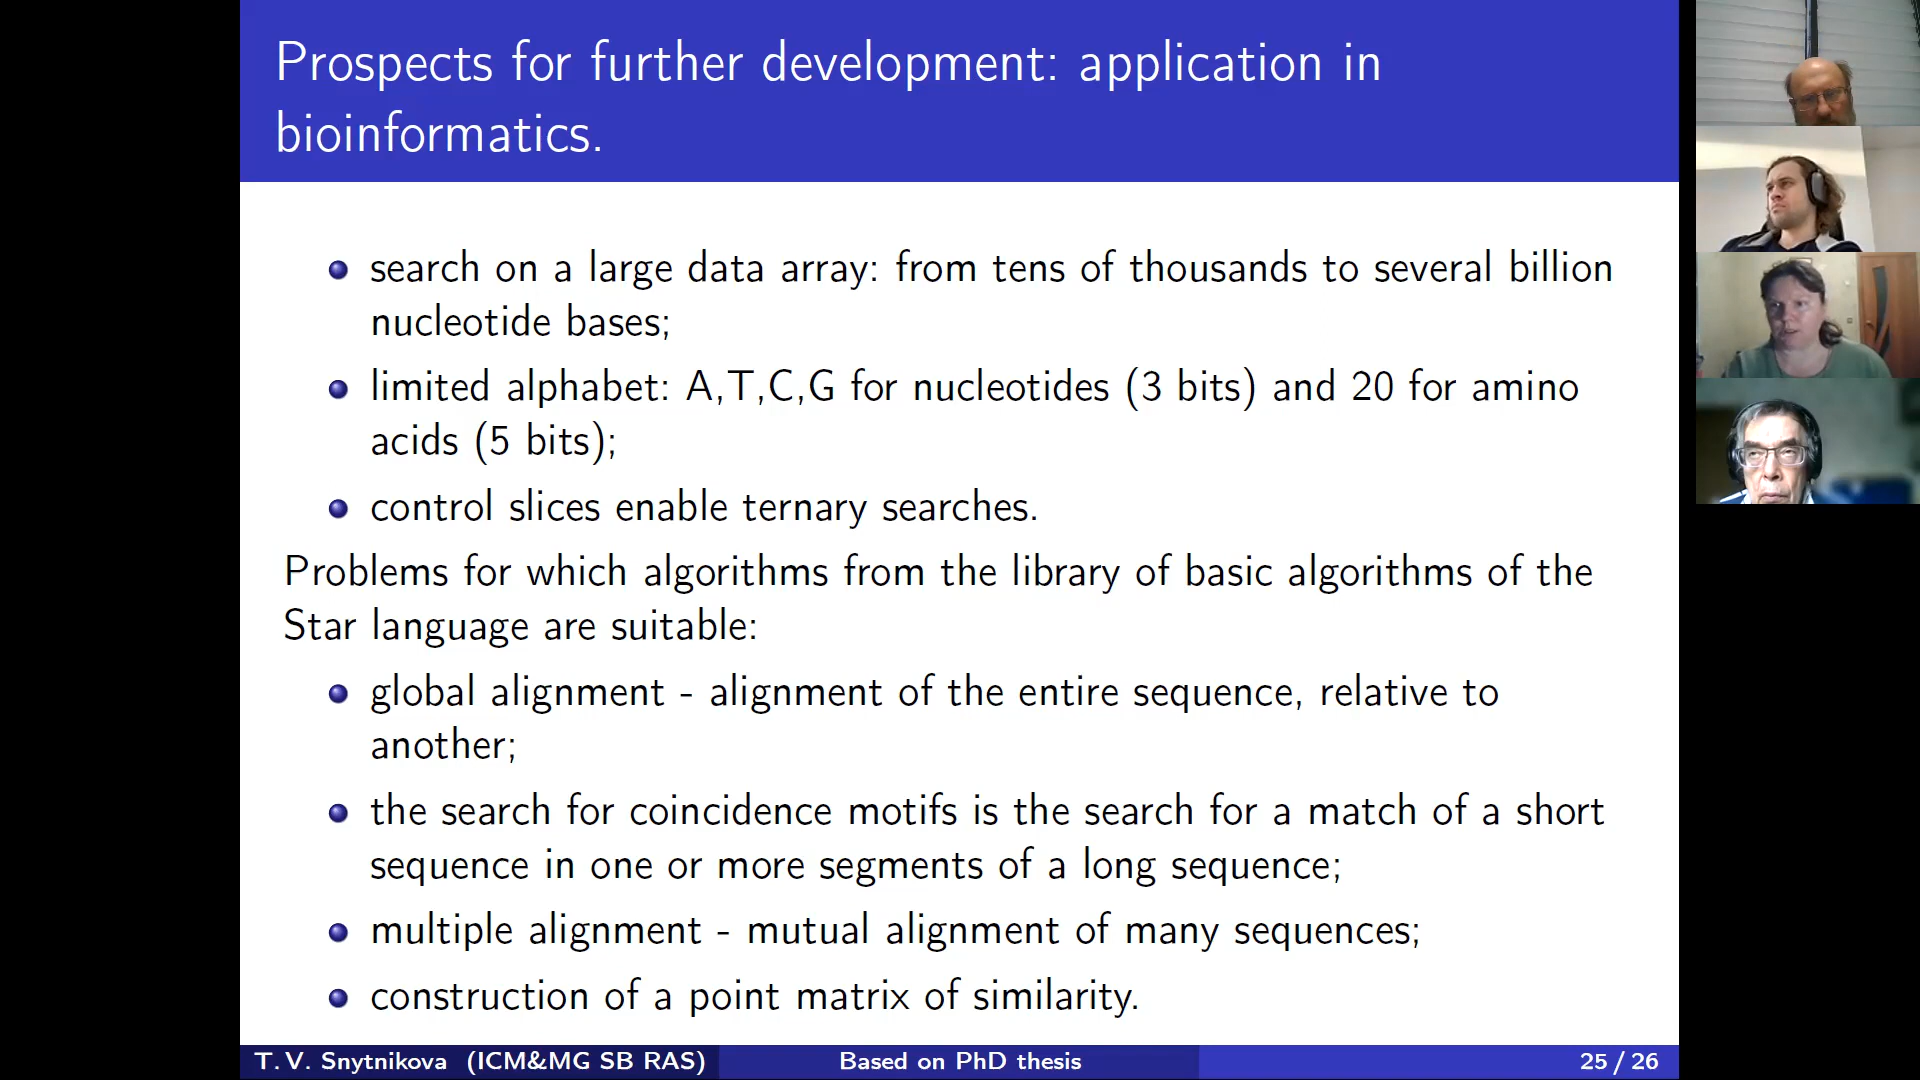 Prospects for further development: application in
bioinformatics.
search on a large data array: from tens of thousands to several billion
nucleotide bases;
limited alphabet: A,T,C,G for nucleotides (3 bits) and 20 for amino
acids (5 bits);
control slices enable ternary searches.
Problems for which algorithms from the library of basic algorithms of the
Star language are suitable:
global alignment - alignment of the entire sequence, relative to
another;
the search for coincidence motifs is the search for a match of a short
sequence in one or more segments of a long sequence;
multiple alignment - mutual alignment of many sequences;
construction of a point matrix of similarity.
T. V. Snytnikova (ICM&MG SB RAS) Based on PhD thesis 25 / 26